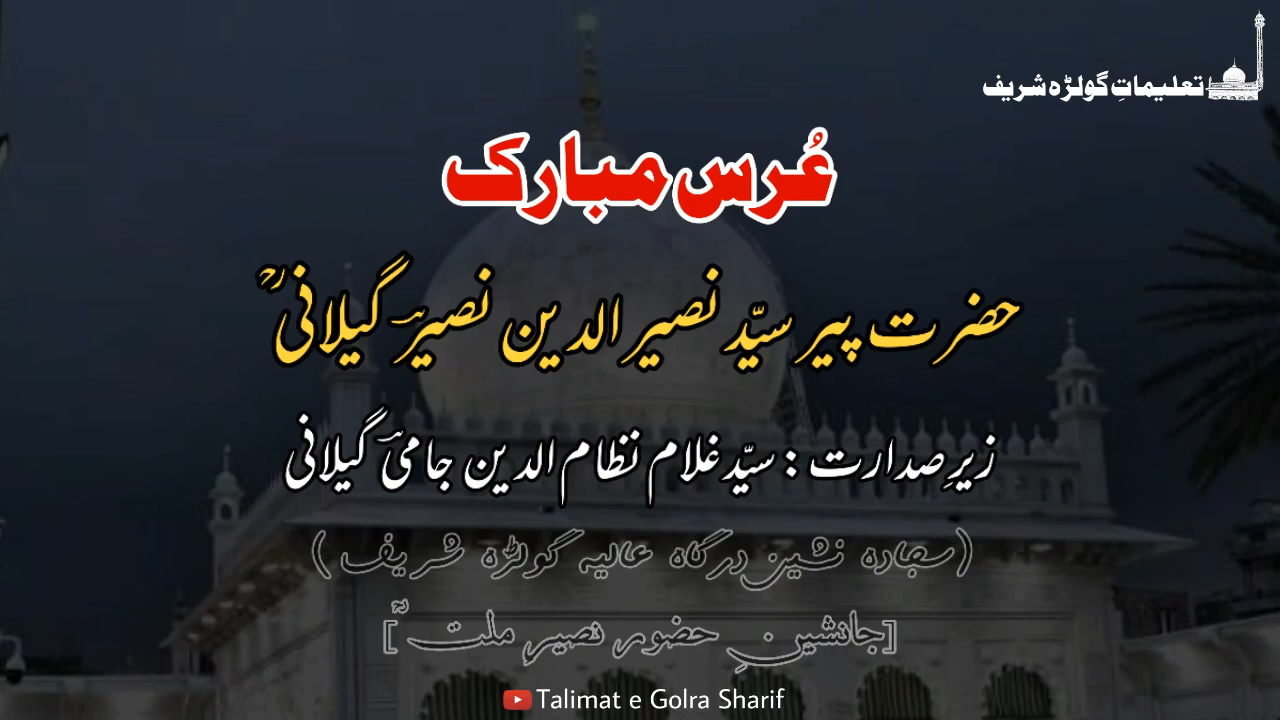 تعلیماتِ گولڑہ شریف
عُرس مبارک
حضرت پیر سیّد نصیر الدین نصیرؔ گیلانیؒ
زیرِ صدارت : سیّد غلام نظام الدین جامیؔ گیلانی
(سجادہ نشین درگاہ عالیہ گولڑہ شریف)
[جانشینِ حضور نصیرِ ملتؒ]
Talimat e Golra Sharif